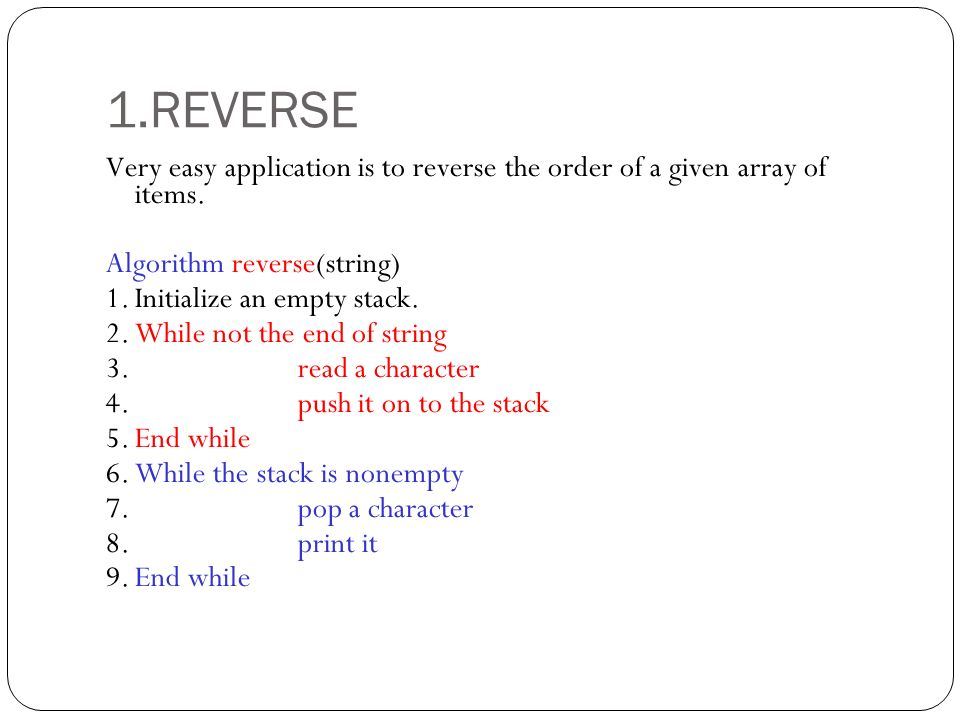 1.REVERSE
Very easy application is to reverse the order of a given array of
items.
Algorithm reverse(string)
1. Initialize an empty stack.
2. While not the end of string
3. read a character
4. push it on to the stack
5. End while
6. While the stack is nonempty
7. pop a character
8. print it
9. End while